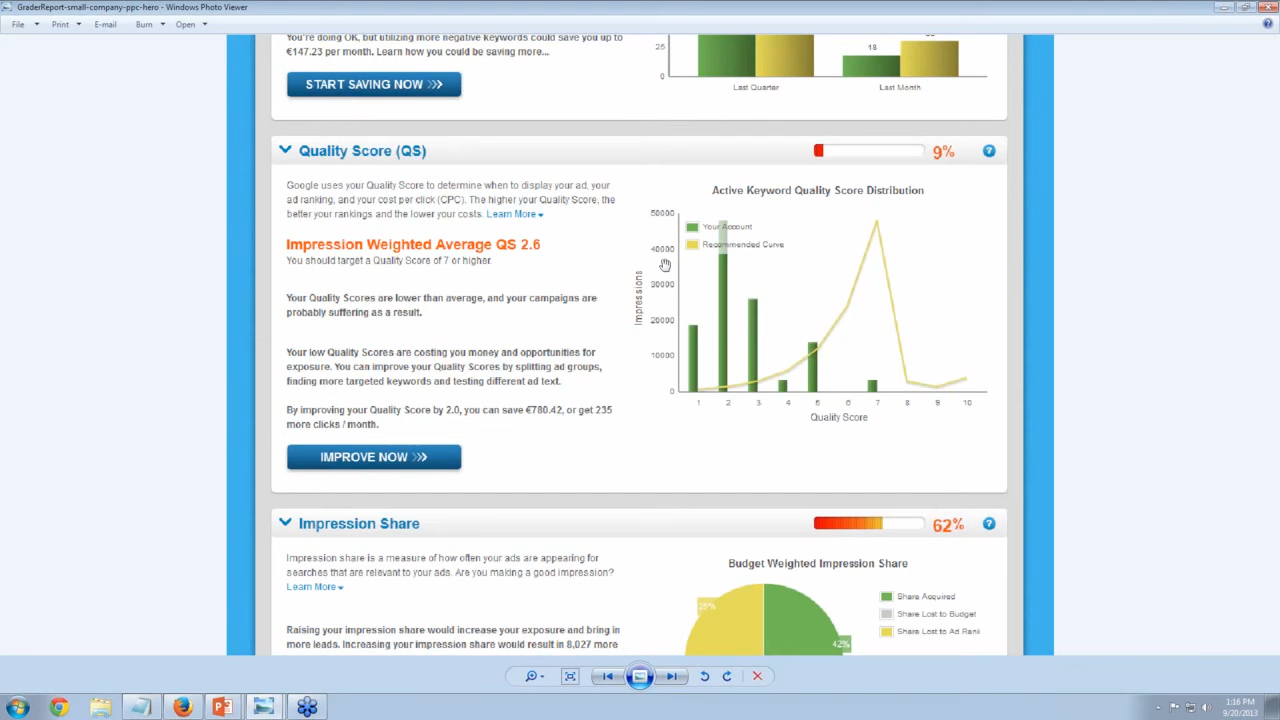 GraderReport-small-company-ppc-hero - Windows Photo Viewer
File Print E-mail Burn Open
You're doing OK, but utilizing more negative keywords could save you up to
€147.23 per month. Learn how you could be saving more...
START SAVING NOW >>>
25
0
18
Last Quarter
Last Month
Quality Score (QS)
9%
?
Google uses your Quality Score to determine when to display your ad, your
ad ranking, and your cost per click (CPC). The higher your Quality Score, the
better your rankings and the lower your costs. Learn More
Impression Weighted Average QS 2.6
You should target a Quality Score of 7 or higher.
Your Quality Scores are lower than average, and your campaigns are
probably suffering as a result.
Your low Quality Scores are costing you money and opportunities for
exposure. You can improve your Quality Scores by splitting ad groups,
finding more targeted keywords and testing different ad text.
By improving your Quality Score by 2.0, you can save €780.42, or get 235
more clicks / month.
IMPROVE NOW >>>
Active Keyword Quality Score Distribution
Your Account
Recommended Curve
Impressions
50000
40000
30000
20000
10000
0
1 2 3 4 5 6 7 8 9 10
Quality Score
Impression Share
62%
?
Impression share is a measure of how often your ads are appearing for
searches that are relevant to your ads. Are you making a good impression?
Learn More
Raising your impression share would increase your exposure and bring in
more leads. Increasing your impression share would result in 8,027 more
Budget Weighted Impression Share
Share Acquired
Share Lost to Budget
Share Lost to Ad Rank
42%
1:16 PM
9/20/2013